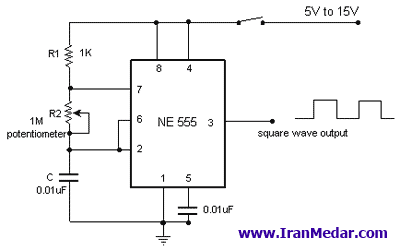 5V to 15V
R1
1K
8
4
7
R2
1M
potentiometer
6
NE 555
3
square wave output
2
C
0.01uF
1
5
0.01uF
www.IranMedar.com